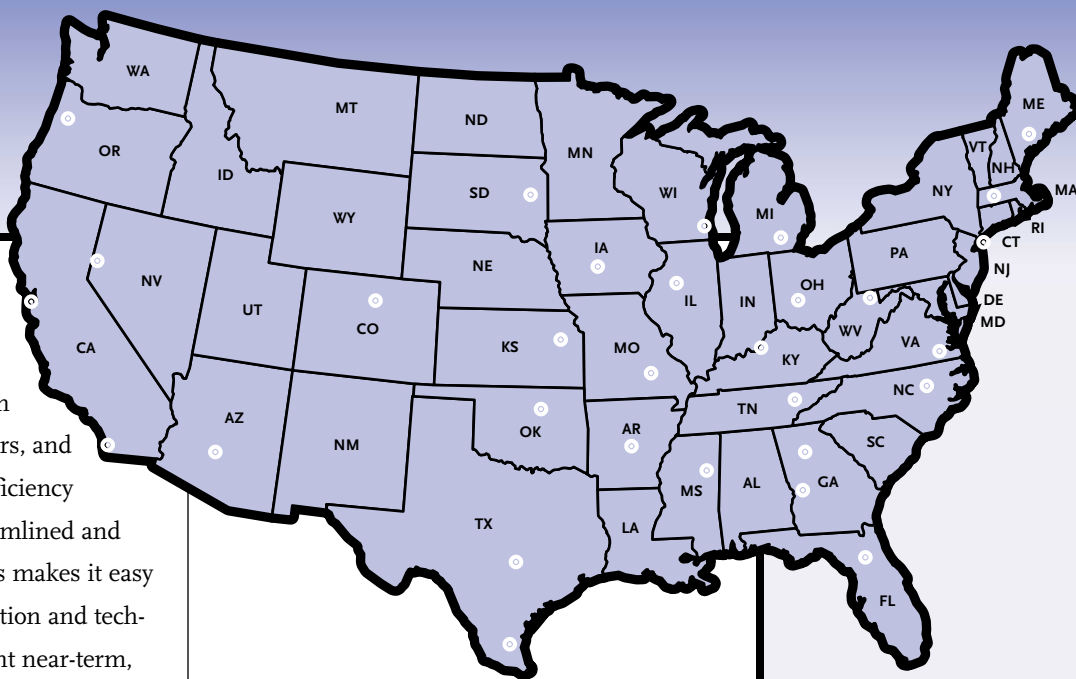 WA
MT
ND
MN
ME
VT
NH
OR
ID
SD
WI
MI
NY
MA
WY
RI
CT
IA
PA
NE
NJ
NV
OH
IL
IN
DE
UT
CO
MD
WV
CA
KS
MO
VA
KY
NC
TN
AZ
AR
OK
NM
SC
GA
MS
AL
TX
LA
FL
n
rs, and
ficiency
mlined and
s makes it easy
tion and tech-
nt near-term,